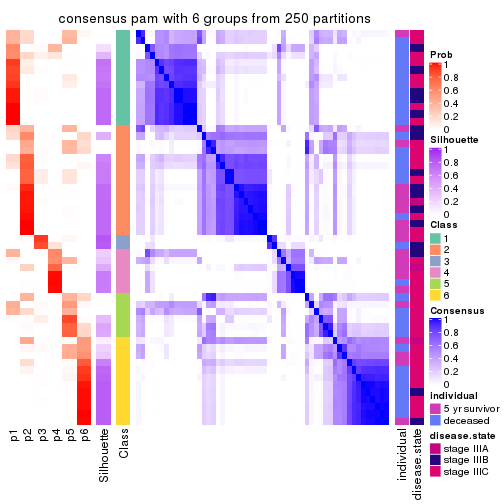 consensus pam with 6 groups from 250 partitions
Prob
1
0.8
0.6
0.4
0.2
0
Silhouette
1
0.8
0.6
0.4
0.2
0
Class
1
2
3
4
5
6
Consensus
1
0.8
0.6
0.4
0.2
0
individual
5 yr survivor
deceased
disease.state
stage IIIA
stage IIIB
stage IIIC
p1
p2
p3
p4
p5
p6
Silhouette
Class
individual
disease.state